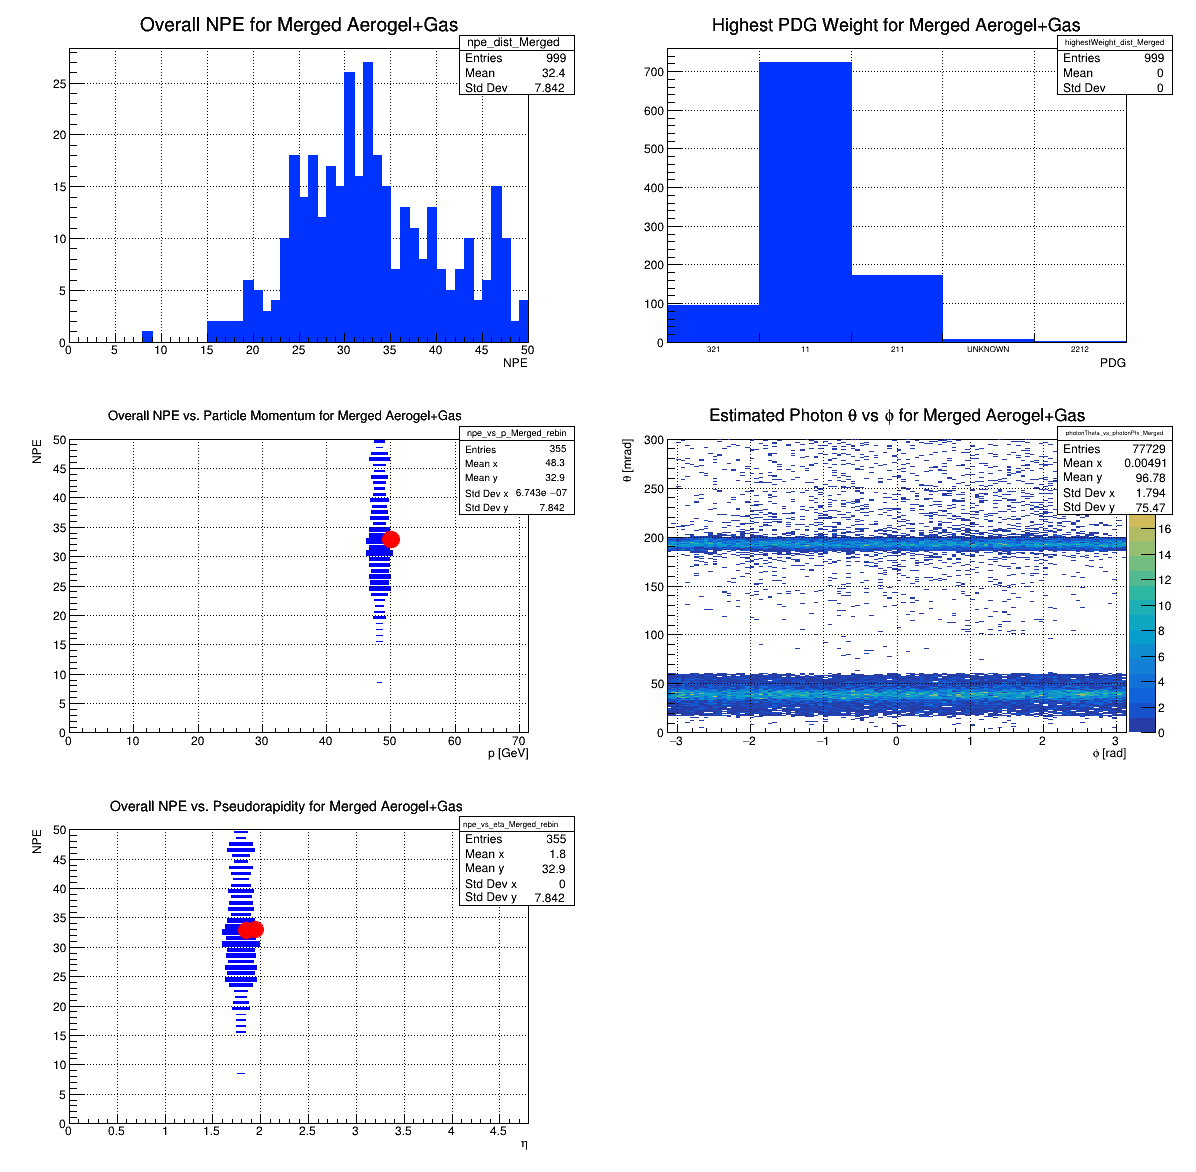 Overall NPE for Merged Aerogel+Gas
npe_dist_Merged
Entries 999
Mean 32.4
Std Dev 7.842
25
20
15
10
5
0
0 5 10 15 20 25 30 35 40 45 50
NPE
Highest PDG Weight for Merged Aerogel+Gas
highestWeight_dist_Merged
Entries 999
Mean 0
Std Dev 0
700
600
500
400
300
200
100
0
321 11 211 UNKNOWN 2212
PDG
Overall NPE vs. Particle Momentum for Merged Aerogel+Gas
npe_vs_p_Merged_rebin
Entries 355
Mean x 48.3
Mean y 32.9
Std Dev x 6.743e −07
Std Dev y 7.842
NPE
50
45
40
35
30
25
20
15
10
5
0
0 10 20 30 40 50 60 70
p [GeV]
Estimated Photon θ vs ϕ for Merged Aerogel+Gas
photonTheta_vs_photonPhi_Merged
Entries 77729
Mean x 0.00491
Mean y 96.78
Std Dev x 1.794
Std Dev y 75.47
θ [mrad]
300
250
200
150
100
50
0
−3 −2 −1 0 1 2 3
ϕ [rad]
16
14
12
10
8
6
4
2
0
Overall NPE vs. Pseudorapidity for Merged Aerogel+Gas
npe_vs_eta_Merged_rebin
Entries 355
Mean x 1.8
Mean y 32.9
Std Dev x 0
Std Dev y 7.842
NPE
50
45
40
35
30
25
20
15
10
5
0
0 0.5 1 1.5 2 2.5 3 3.5 4 4.5
η